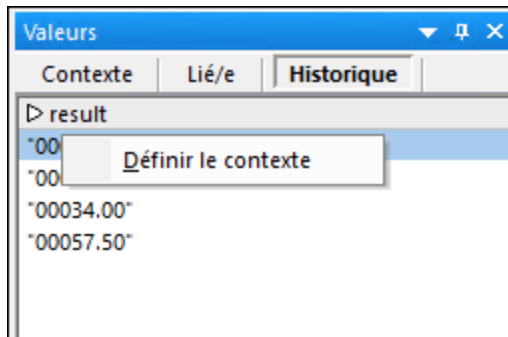 Valeurs
Contexte Lié/e Historique
result
"00
Définir le contexte
"00
"00034.00"
"00057.50"